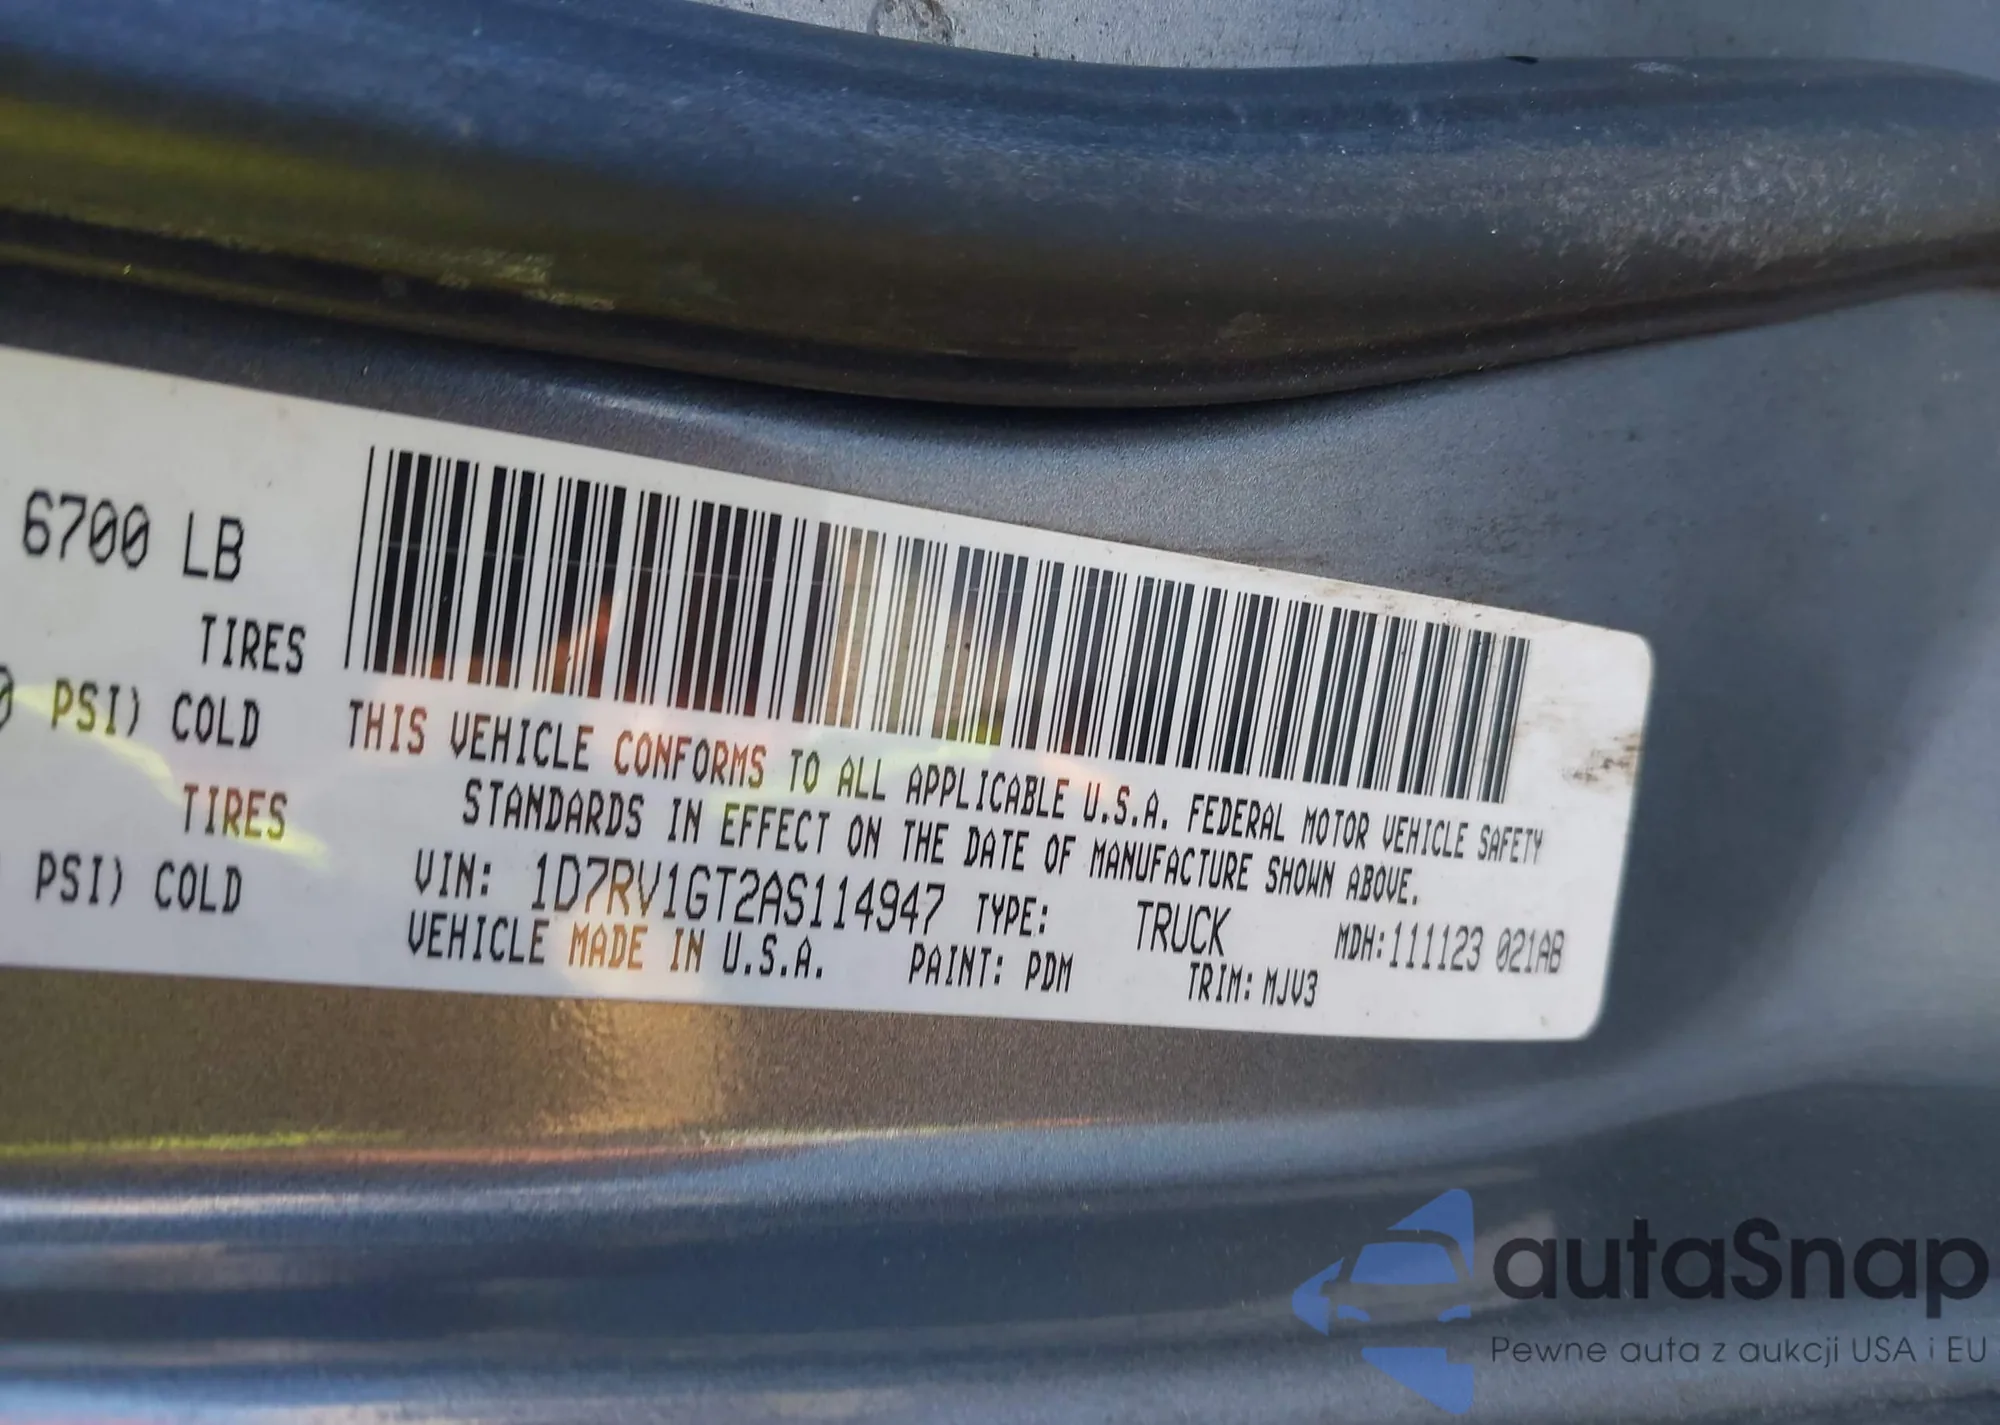 6700 LB
TIRES
PSI) COLD
TIRES
PSI) COLD
THIS VEHICLE CONFORMS TO ALL APPLICABLE U.S.A. FEDERAL MOTOR VEHICLE SAFETY
STANDARDS IN EFFECT ON THE DATE OF MANUFACTURE SHOWN ABOVE.
VIN: 1D7RV1GT2AS114947 TYPE: TRUCK MDH:111123 021AB
VEHICLE MADE IN U.S.A. PAINT: PDM TRIM: MJV3
autaSnap
Pewne auta z aukcji USA i EU